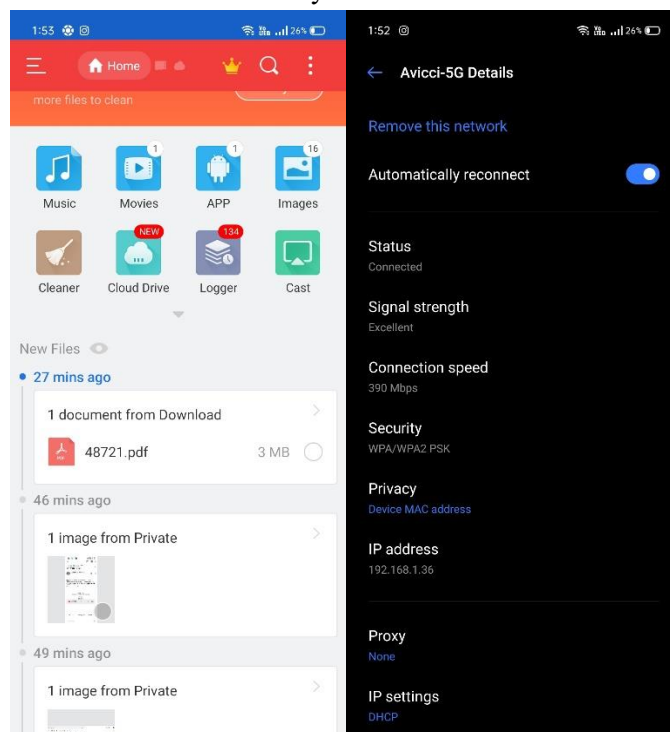 1:53
26%
Home
more files to clean
1
1
16
Music Movies APP Images
NEW
134
Cleaner Cloud Drive Logger Cast
New Files
27 mins ago
1 document from Download
48721.pdf 3 MB
46 mins ago
1 image from Private
49 mins ago
1 image from Private
1:52
26%
Avicci-5G Details
Remove this network
Automatically reconnect
Status
Connected
Signal strength
Excellent
Connection speed
390 Mbps
Security
WPA/WPA2 PSK
Privacy
Device MAC address
IP address
192.168.1.36
Proxy
None
IP settings
DHCP